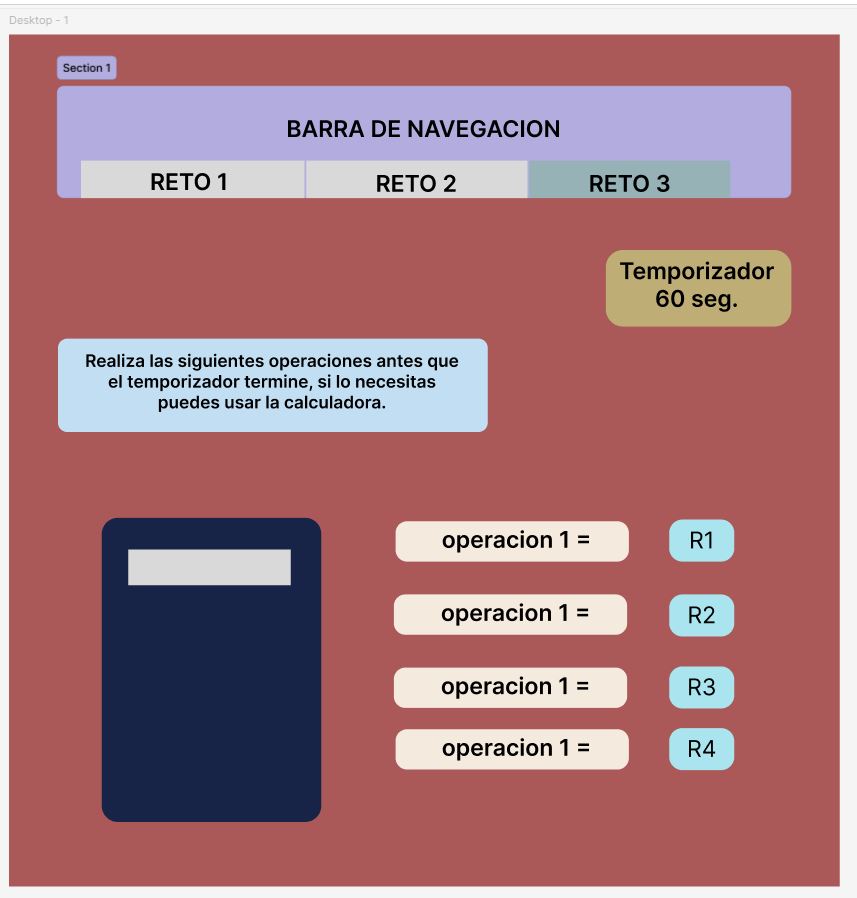 Desktop - 1
Section 1
BARRA DE NAVEGACION
RETO 1
RETO 2
RETO 3
Temporizador
60 seg.
Realiza las siguientes operaciones antes que
el temporizador termine, si lo necesitas
puedes usar la calculadora.
operacion 1 =
R1
operacion 1 =
R2
operacion 1 =
R3
operacion 1 =
R4